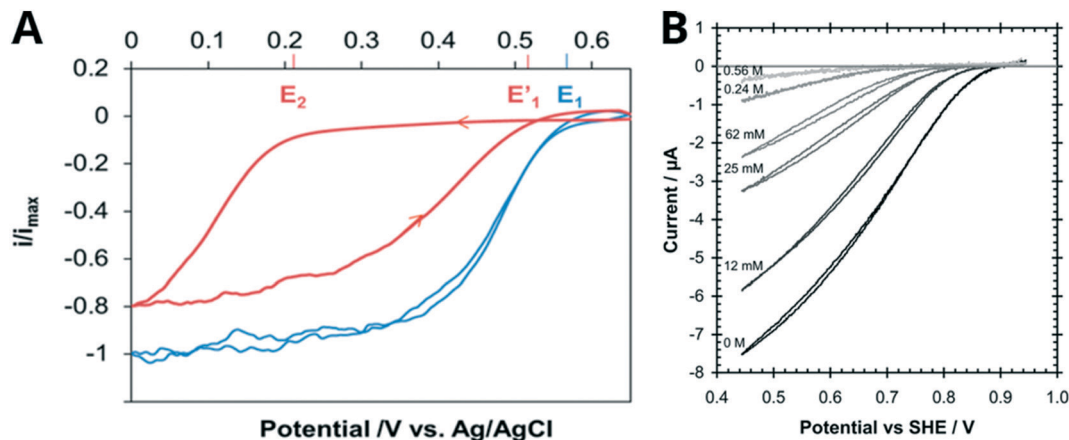 A
0 0.1 0.2 0.3 0.4 0.5 0.6
0.2
0
-0.2
-0.4
-0.6
-0.8
-1
i/imax
E2 E'1 E1
Potential /V vs. Ag/AgCl
B
1
0
-1
-2
-3
-4
-5
-6
-7
-8
Current / µA
0.56 M
0.24 M
62 mM
25 mM
12 mM
0 M
0.4 0.5 0.6 0.7 0.8 0.9 1.0
Potential vs SHE / V